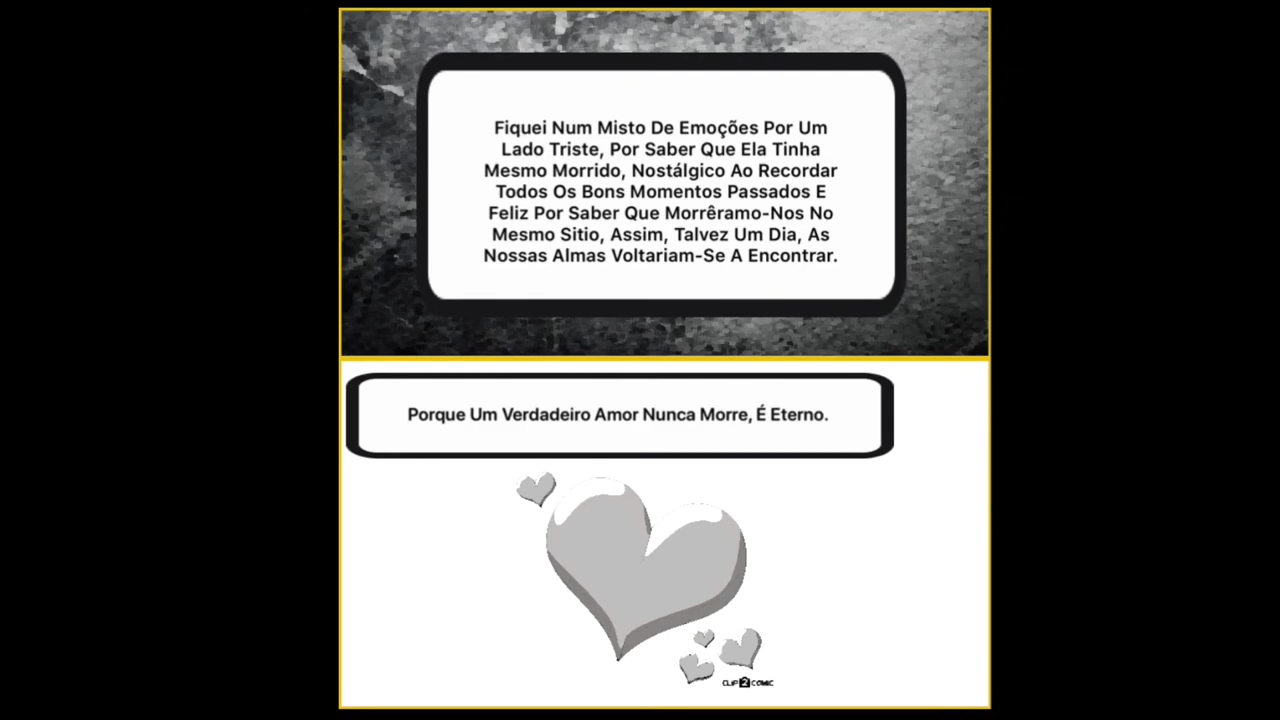 Fiquei Num Misto De Emoções Por Um
Lado Triste, Por Saber Que Ela Tinha
Mesmo Morrido, Nostálgico Ao Recordar
Todos Os Bons Momentos Passados E
Feliz Por Saber Que Morrêramo-Nos No
Mesmo Sitio, Assim, Talvez Um Dia, As
Nossas Almas Voltariam-Se A Encontrar.
Porque Um Verdadeiro Amor Nunca Morre, É Eterno.
CLIP2COMIC